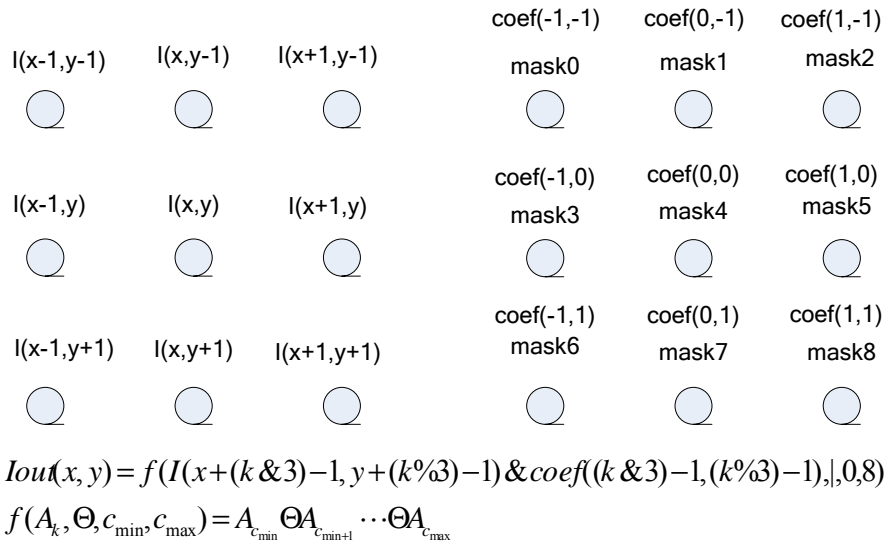 coef(-1,-1) coef(0,-1) coef(1,-1)
I(x-1,y-1) I(x,y-1) I(x+1,y-1) mask0 mask1 mask2
coef(-1,0) coef(0,0) coef(1,0)
I(x-1,y) I(x,y) I(x+1,y) mask3 mask4 mask5
coef(-1,1) coef(0,1) coef(1,1)
I(x-1,y+1) I(x,y+1) I(x+1,y+1) mask6 mask7 mask8
Iout(x, y) = f(I(x+(k&3)−1, y+(k%3)−1)&coef((k&3)−1,(k%3)−1),|,0,8)
f(A_k,Θ,c_min,c_max) = A_{c_min}ΘA_{c_min+1}⋯ΘA_{c_max}